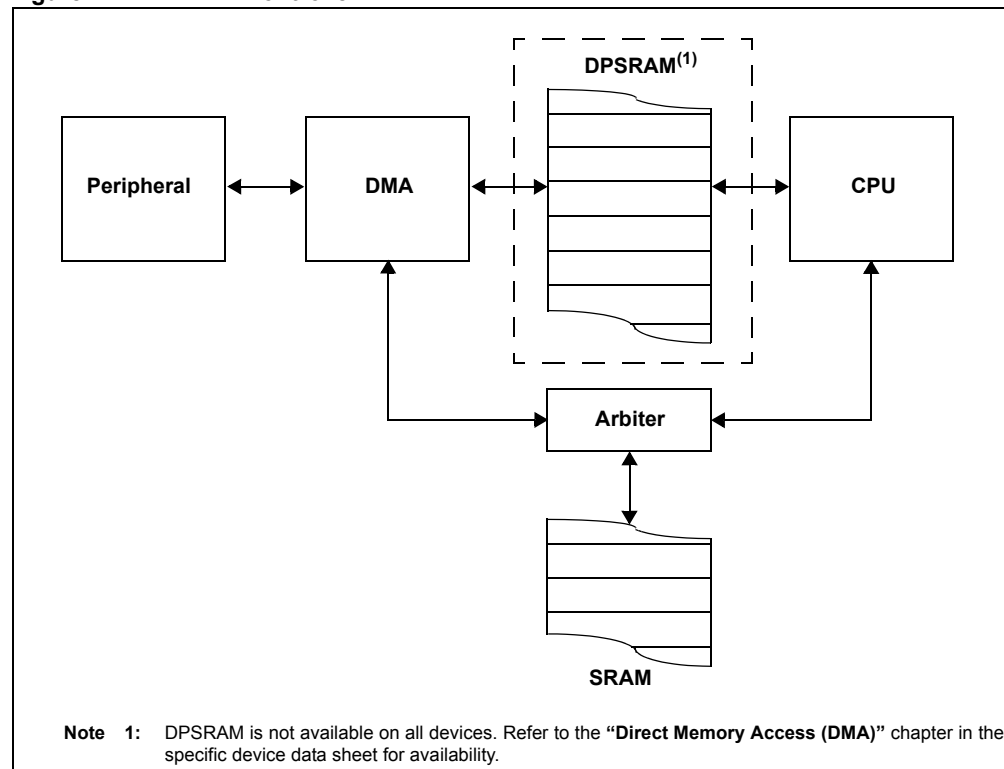 DPSRAM(1)
Peripheral
DMA
CPU
Arbiter
SRAM
Note 1: DPSRAM is not available on all devices. Refer to the “Direct Memory Access (DMA)” chapter in the
specific device data sheet for availability.